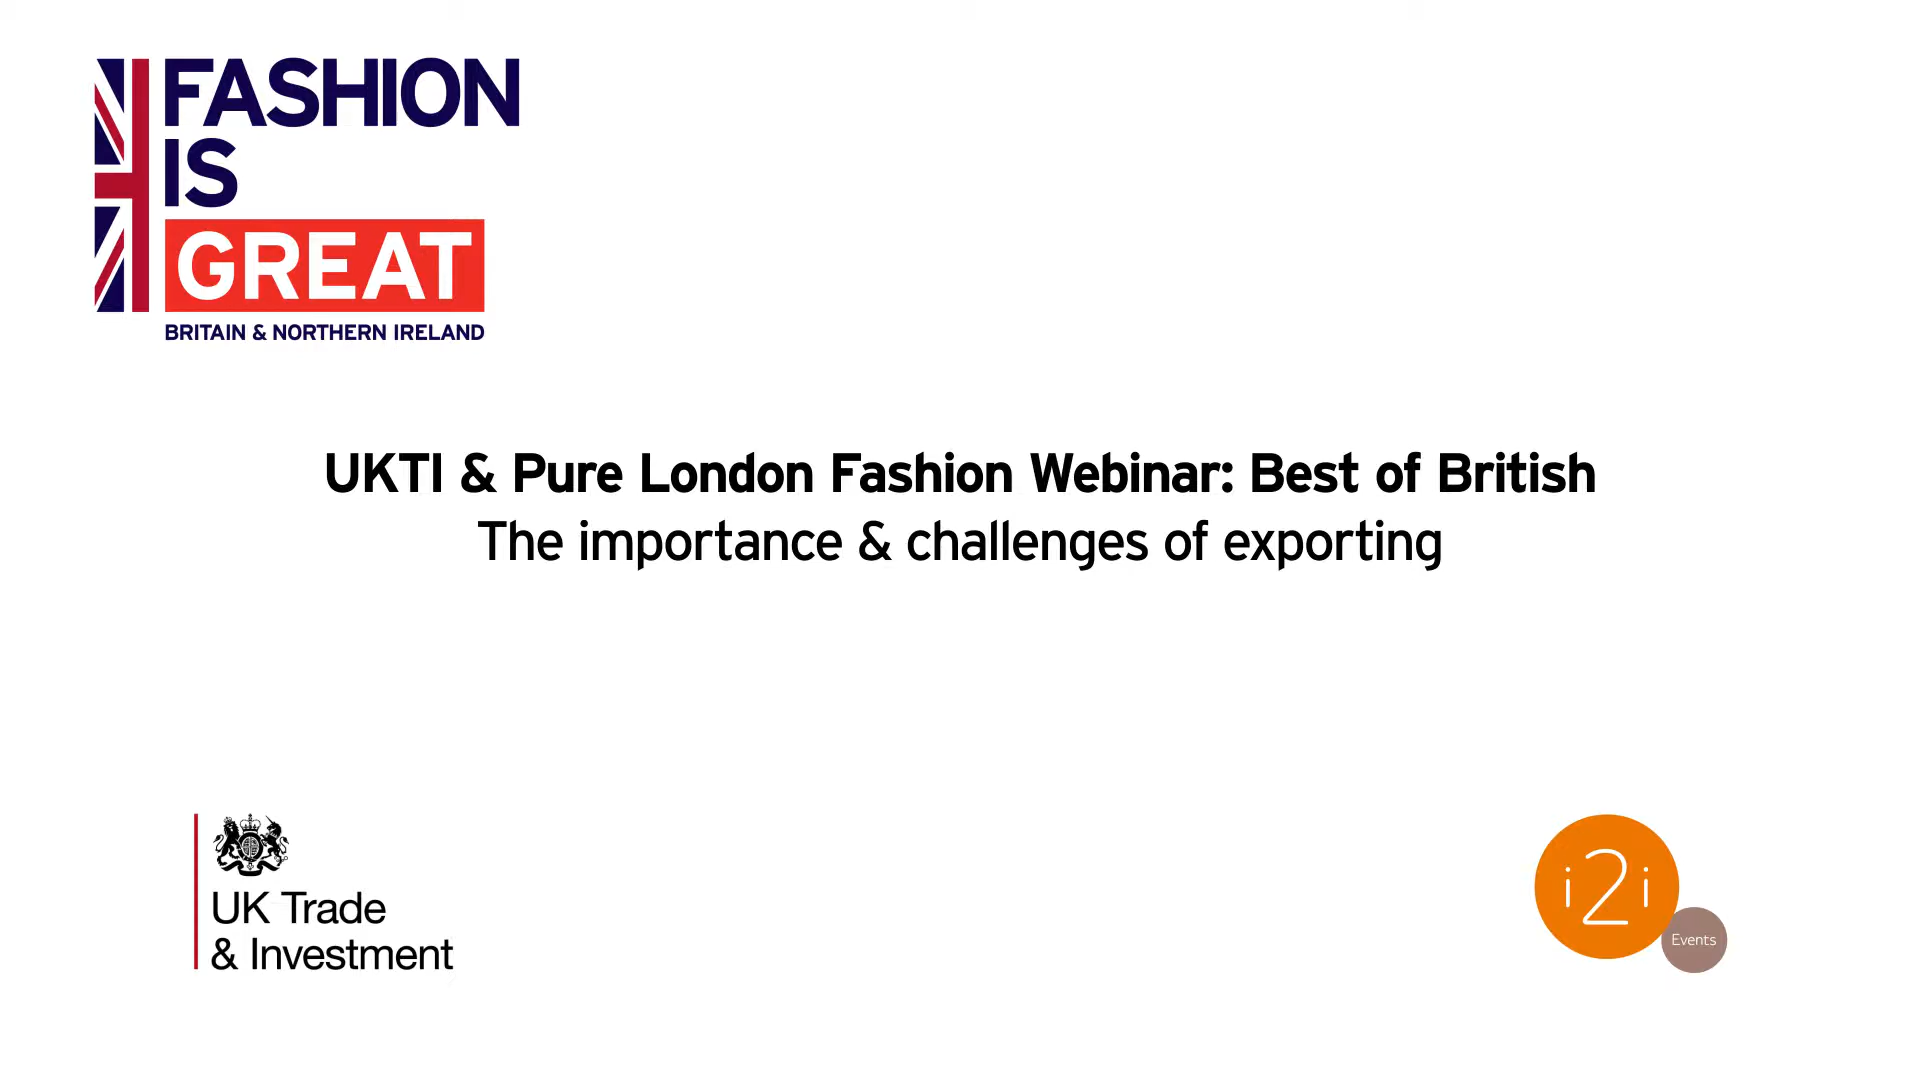 FASHION
IS
GREAT
BRITAIN & NORTHERN IRELAND
UKTI & Pure London Fashion Webinar: Best of British
The importance & challenges of exporting
UK Trade
& Investment
i2i
Events